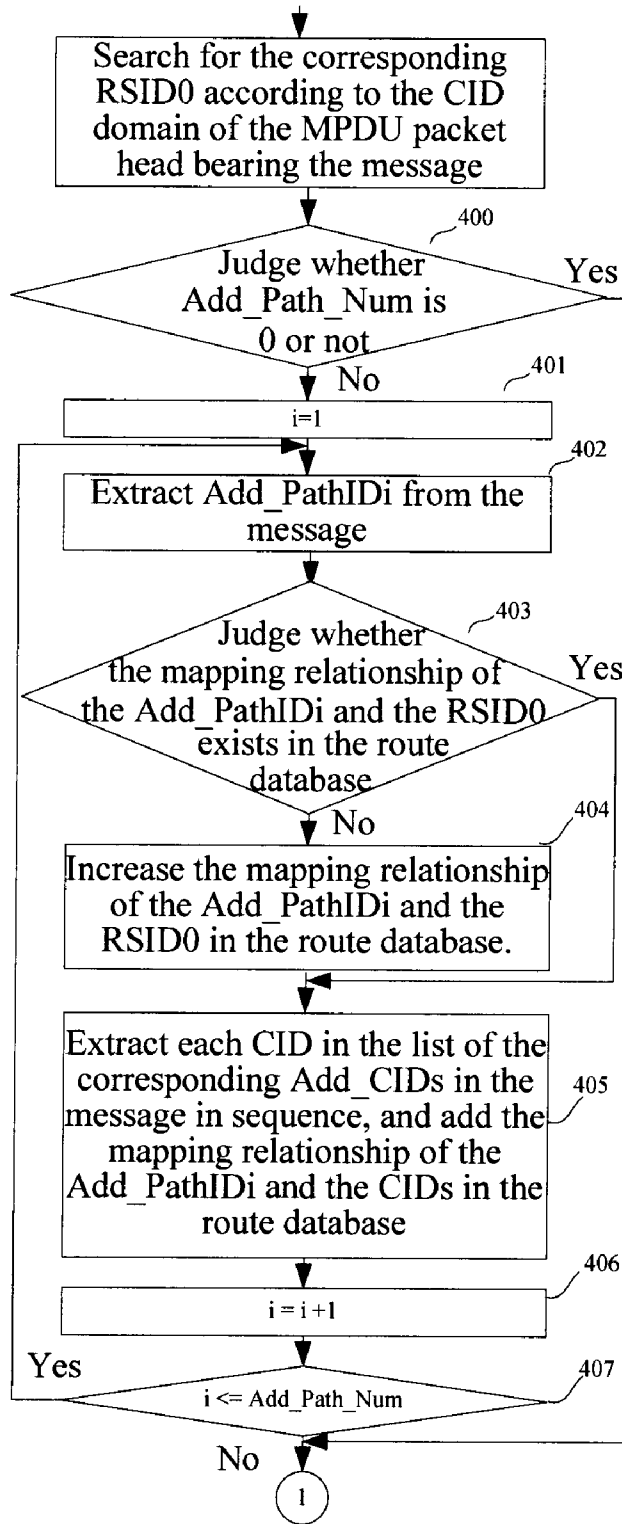 Search for the corresponding
RSID0 according to the CID
domain of the MPDU packet
head bearing the message
400
Judge whether
Add_Path_Num is
0 or not
Yes
No
401
i=1
402
Extract Add_PathIDi from the
message
403
Judge whether
the mapping relationship of
the Add_PathIDi and the RSID0
exists in the route
database
Yes
No
404
Increase the mapping relationship
of the Add_PathIDi and the
RSID0 in the route database.
Extract each CID in the list of the
corresponding Add_CIDs in the
message in sequence, and add the
mapping relationship of the
Add_PathIDi and the CIDs in the
route database
405
406
i = i +1
Yes
407
i <= Add_Path_Num
No
1